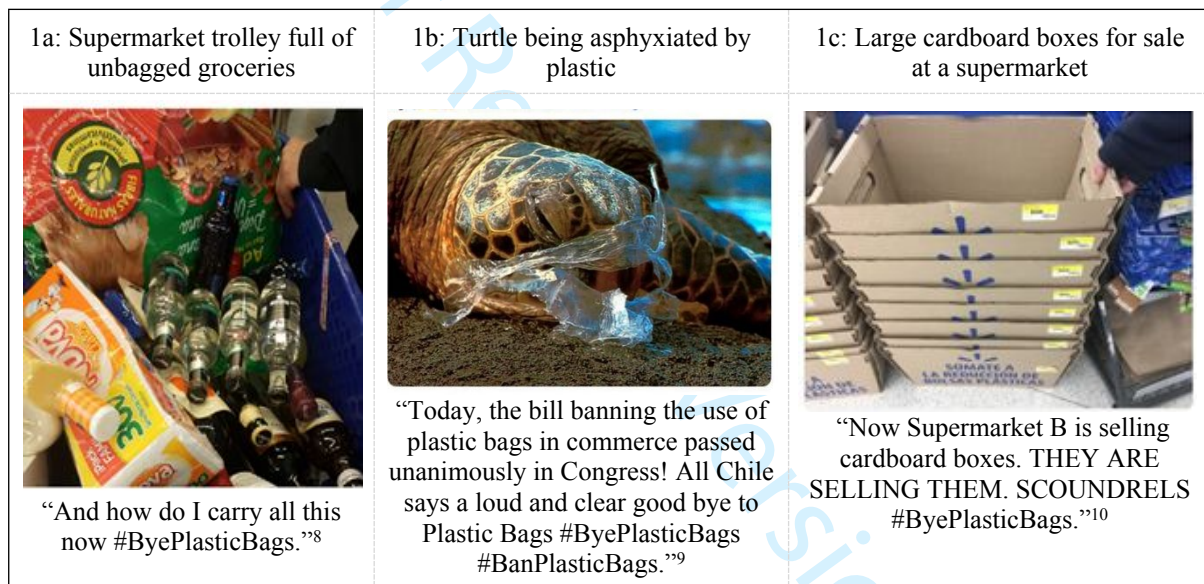 1a: Supermarket trolley full of
unbagged groceries
FIBRAS NATURALES
Nova
“And how do I carry all this
now #ByePlasticBags.”8
1b: Turtle being asphyxiated by
plastic
“Today, the bill banning the use of
plastic bags in commerce passed
unanimously in Congress! All Chile
says a loud and clear good bye to
Plastic Bags #ByePlasticBags
#BanPlasticBags.”9
1c: Large cardboard boxes for sale
at a supermarket
SÚMATE A
LA REDUCCIÓN DE
BOLSAS PLÁSTICAS
“Now Supermarket B is selling
cardboard boxes. THEY ARE
SELLING THEM. SCOUNDRELS
#ByePlasticBags.”10